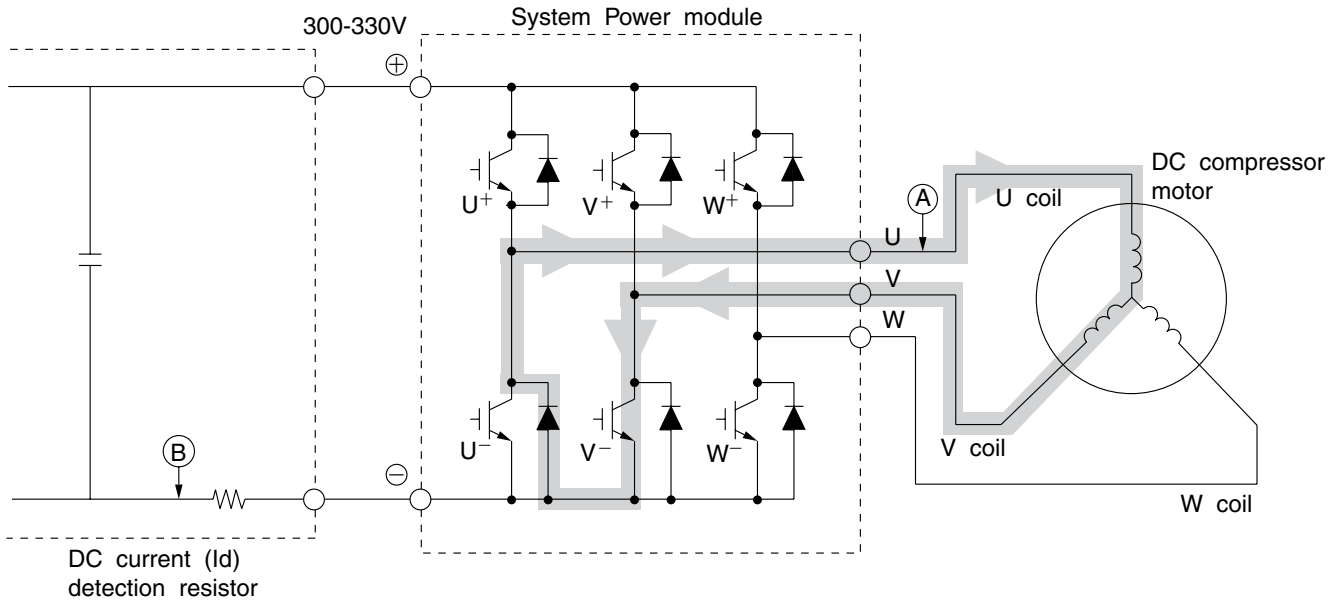 System Power module
300-330V
⊕
DC compressor
motor
U coil
A
U⁺
V⁺
W⁺
U
V
W
B
U⁻
V⁻
W⁻
V coil
⊖
W coil
DC current (Id)
detection resistor